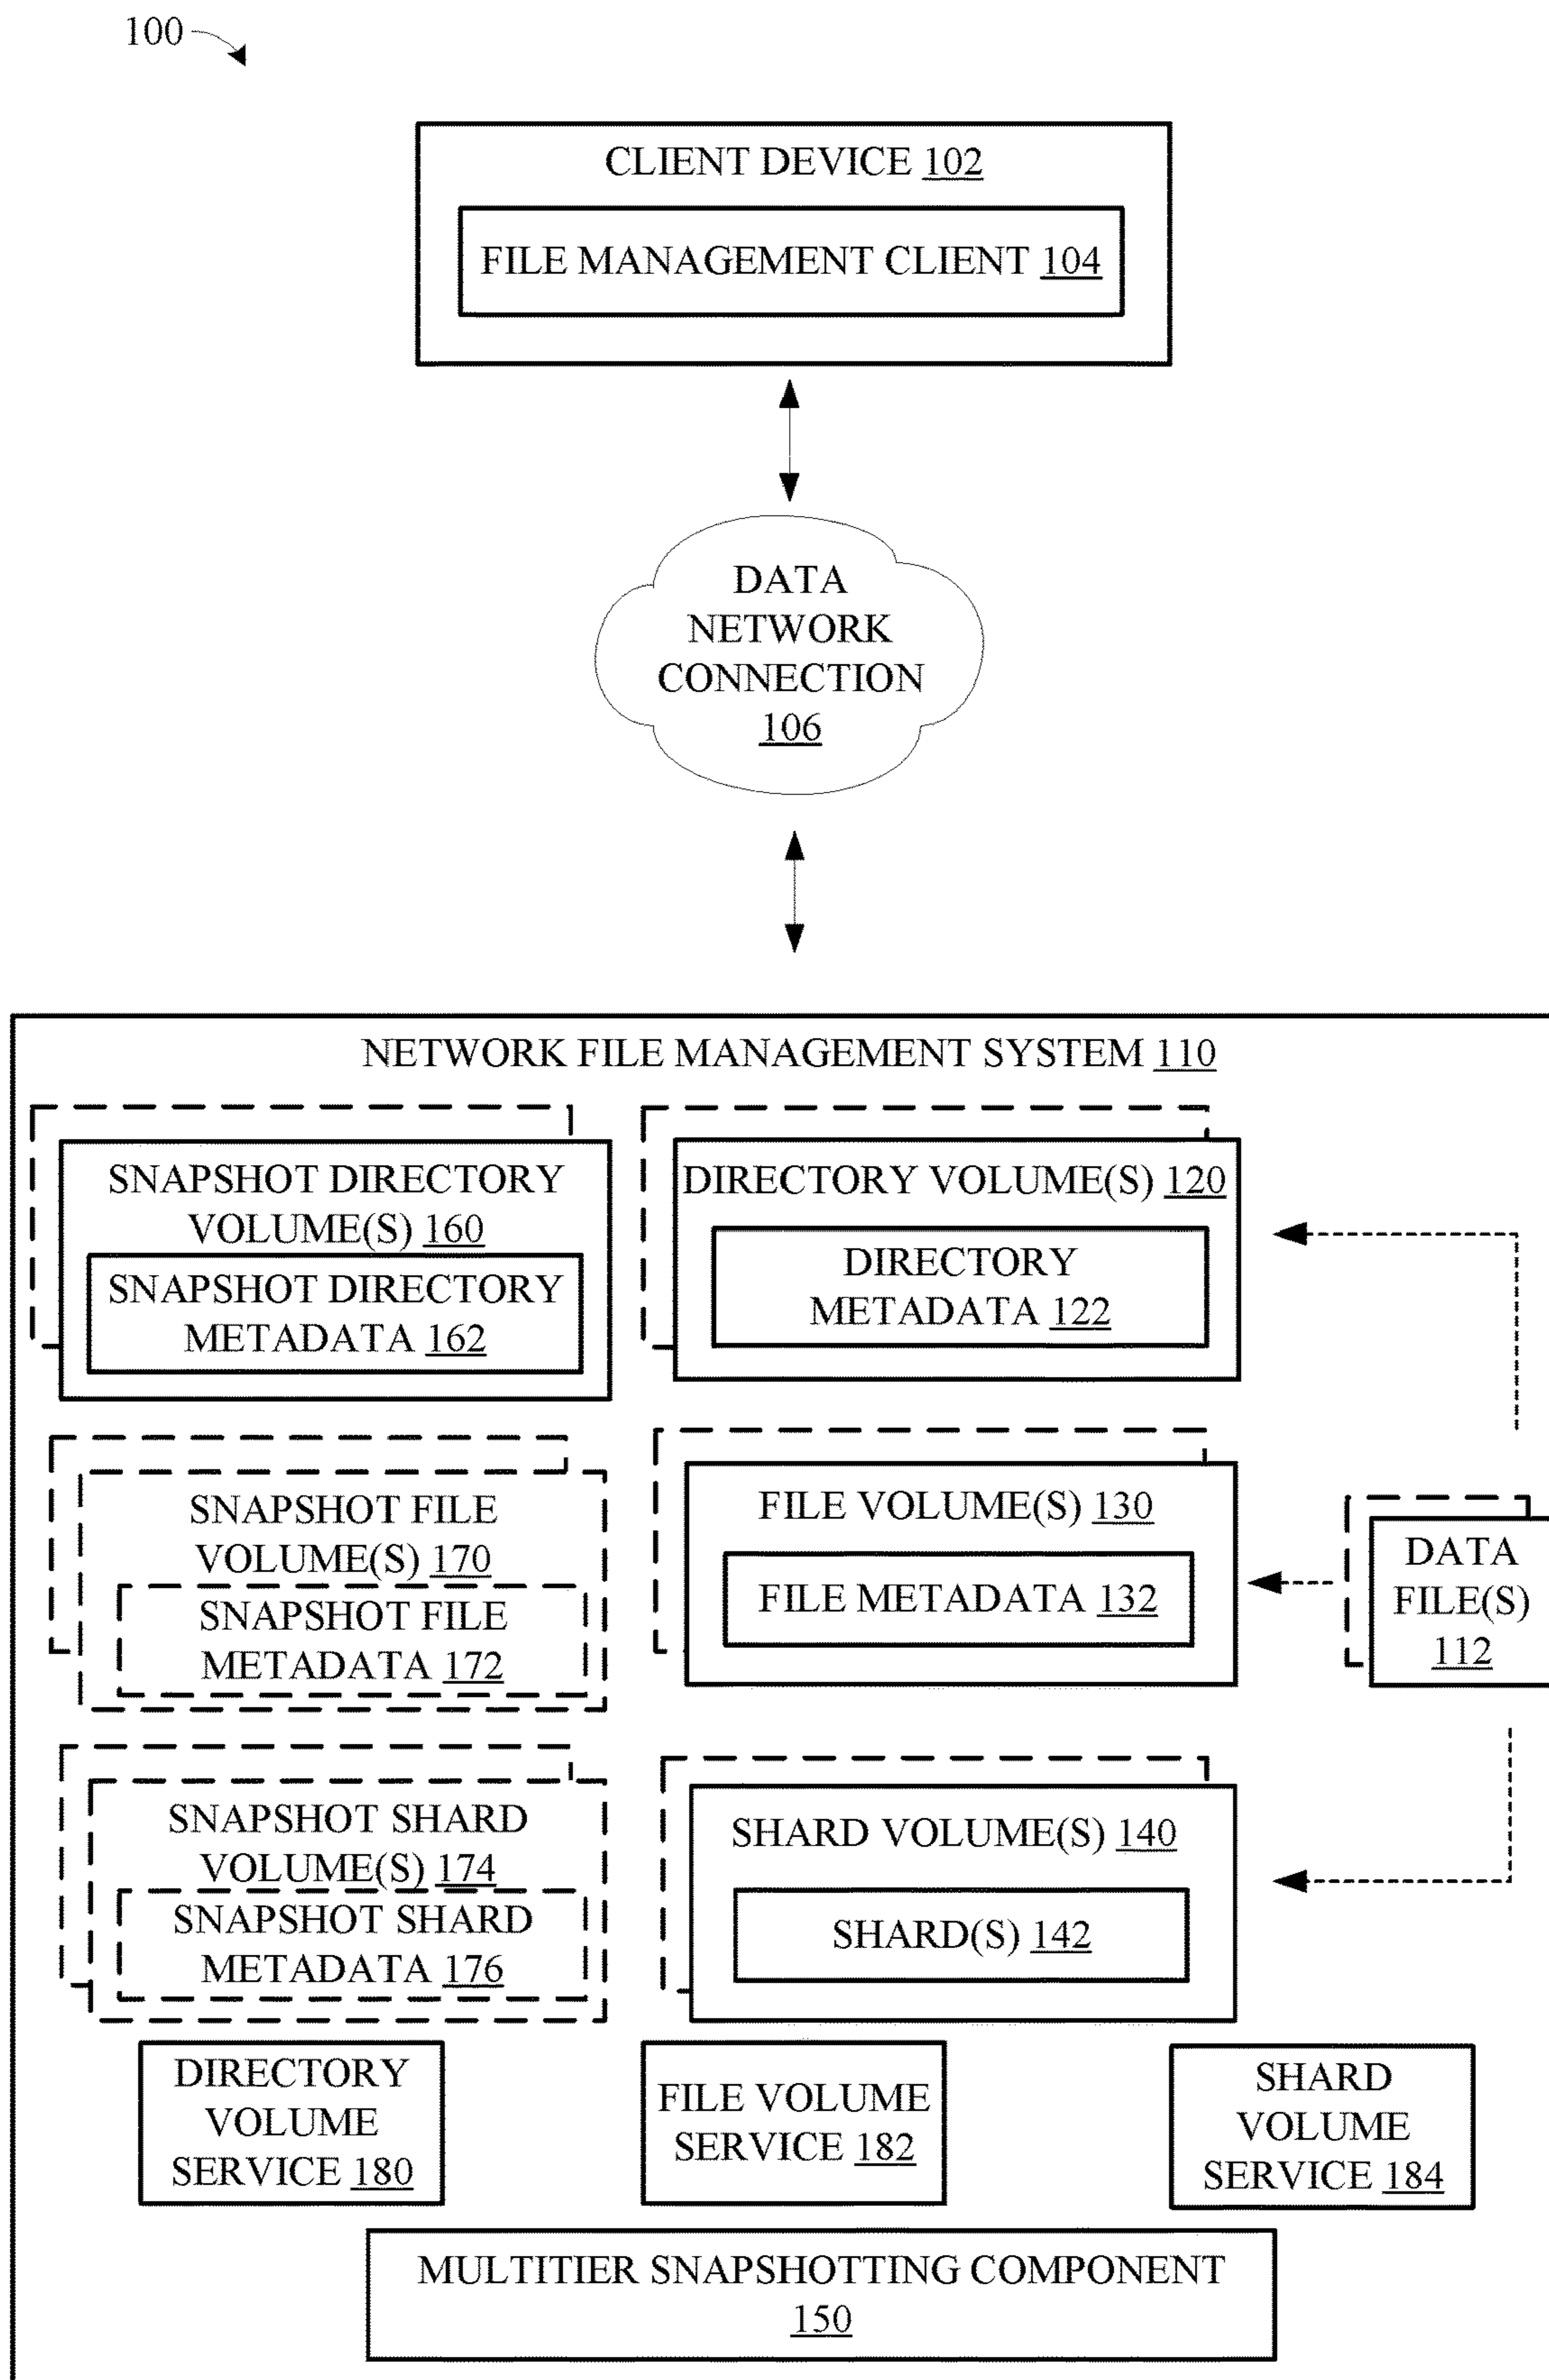 100
CLIENT DEVICE 102
FILE MANAGEMENT CLIENT 104
DATA
NETWORK
CONNECTION
106
NETWORK FILE MANAGEMENT SYSTEM 110
SNAPSHOT DIRECTORY
VOLUME(S) 160
SNAPSHOT DIRECTORY
METADATA 162
DIRECTORY VOLUME(S) 120
DIRECTORY
METADATA 122
SNAPSHOT FILE
VOLUME(S) 170
SNAPSHOT FILE
METADATA 172
FILE VOLUME(S) 130
FILE METADATA 132
DATA
FILE(S)
112
SNAPSHOT SHARD
VOLUME(S) 174
SNAPSHOT SHARD
METADATA 176
SHARD VOLUME(S) 140
SHARD(S) 142
DIRECTORY
VOLUME
SERVICE 180
FILE VOLUME
SERVICE 182
SHARD
VOLUME
SERVICE 184
MULTITIER SNAPSHOTTING COMPONENT
150